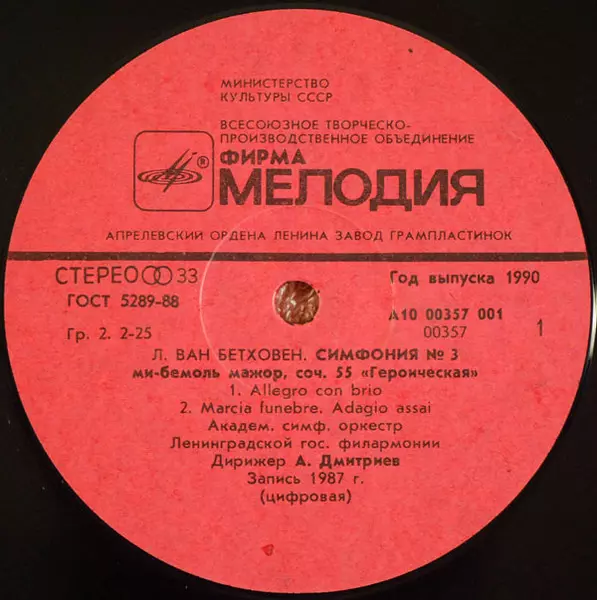 МИНИСТЕРСТВО
КУЛЬТУРЫ СССР
ВСЕСОЮЗНОЕ ТВОРЧЕСКО-
ПРОИЗВОДСТВЕННОЕ ОБЪЕДИНЕНИЕ
®
ФИРМА
МЕЛОДИЯ
АПРЕЛЕВСКИЙ ОРДЕНА ЛЕНИНА ЗАВОД ГРАМПЛАСТИНОК
СТЕРЕО 33
Год выпуска 1990
ГОСТ 5289-88
А10 00357 001
Гр. 2. 2-25
00357
1
Л. ВАН БЕТХОВЕН. СИМФОНИЯ № 3
ми-бемоль мажор, соч. 55 «Героическая»
1. Allegro con brio
2. Marcia funebre. Adagio assai
Академ. симф. оркестр
Ленинградской гос. филармонии
Дирижер А. Дмитриев
Запись 1987 г.
(цифровая)